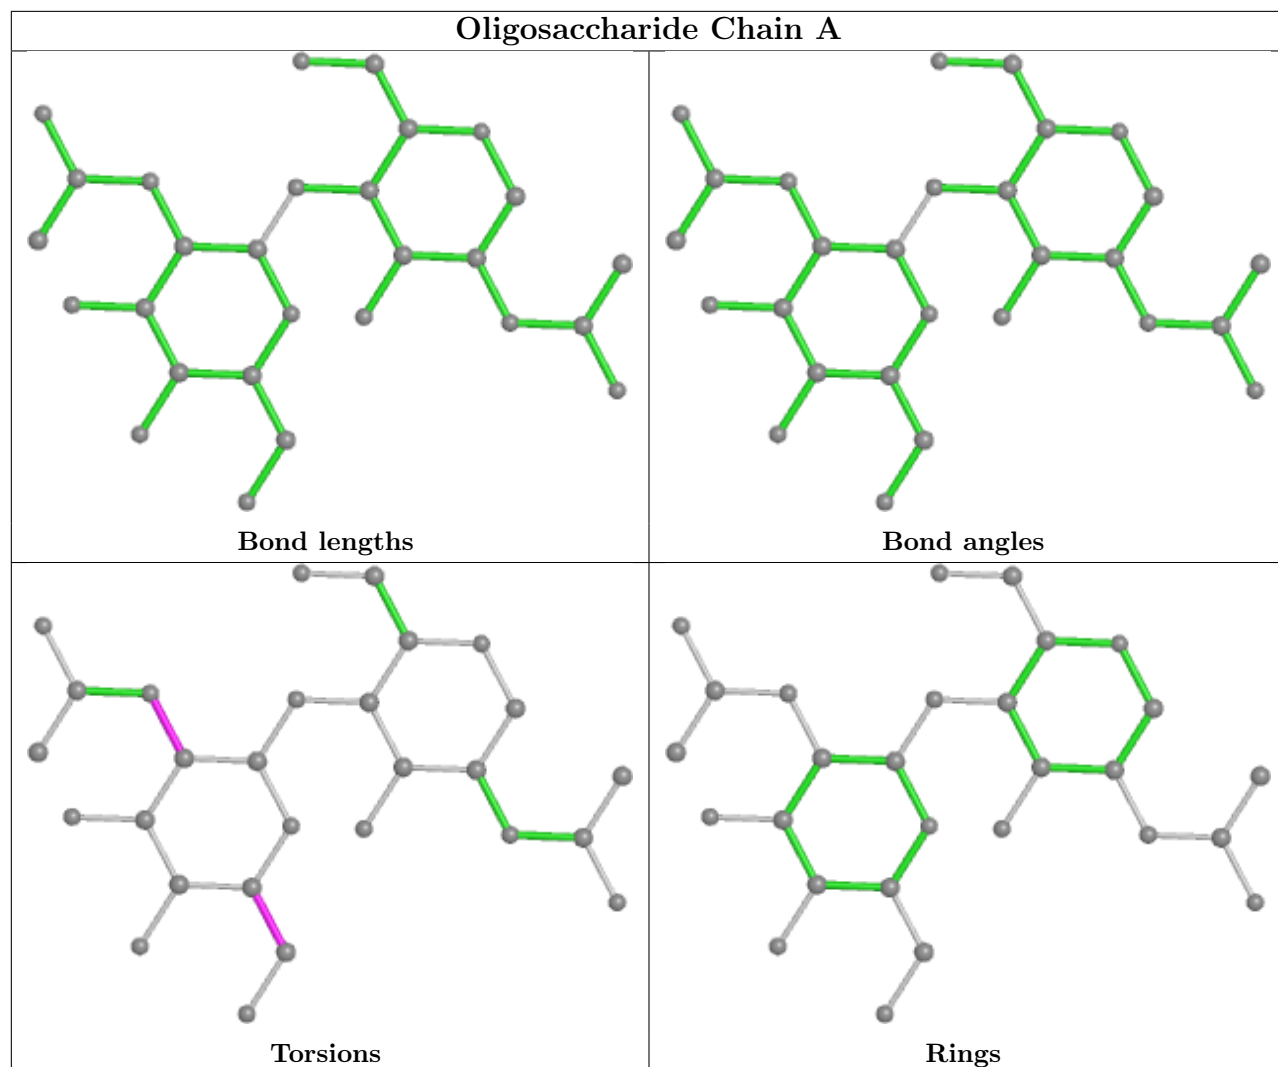 Oligosaccharide Chain A
Bond lengths
Bond angles
Torsions
Rings